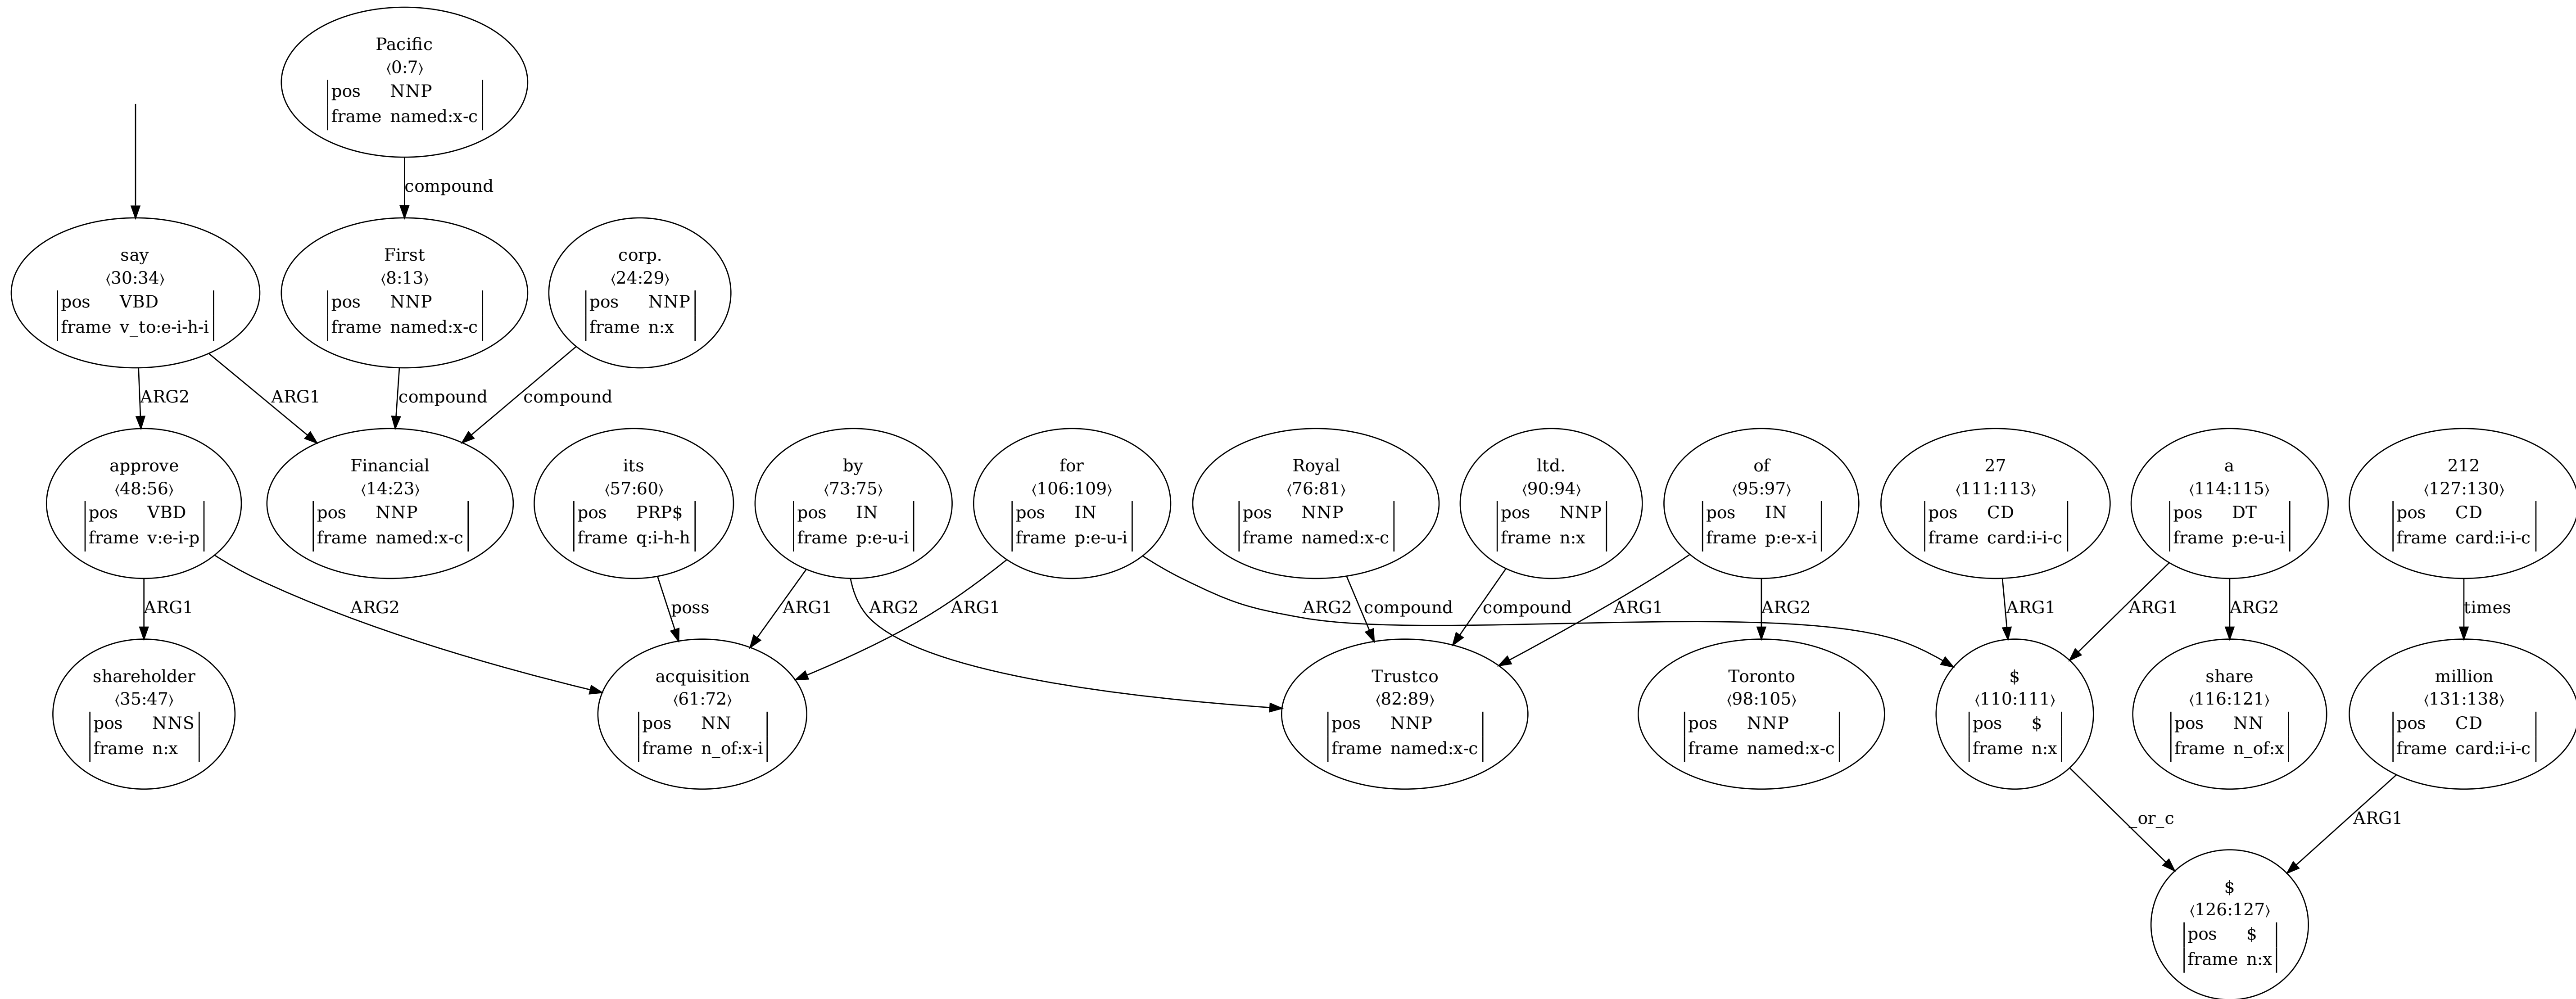 Pacific
⟨0:7⟩
pos NNP
frame named:x-c
compound
say
⟨30:34⟩
pos VBD
frame v_to:e-i-h-i
First
⟨8:13⟩
pos NNP
frame named:x-c
corp.
⟨24:29⟩
pos NNP
frame n:x
ARG2
ARG1
compound
compound
approve
⟨48:56⟩
pos VBD
frame v:e-i-p
Financial
⟨14:23⟩
pos NNP
frame named:x-c
its
⟨57:60⟩
pos PRP$
frame q:i-h-h
by
⟨73:75⟩
pos IN
frame p:e-u-i
for
⟨106:109⟩
pos IN
frame p:e-u-i
Royal
⟨76:81⟩
pos NNP
frame named:x-c
ltd.
⟨90:94⟩
pos NNP
frame n:x
of
⟨95:97⟩
pos IN
frame p:e-x-i
27
⟨111:113⟩
pos CD
frame card:i-i-c
a
⟨114:115⟩
pos DT
frame p:e-u-i
212
⟨127:130⟩
pos CD
frame card:i-i-c
ARG1
ARG2
poss
ARG1
ARG2
ARG1
ARG2
compound
compound
ARG1
ARG2
ARG1
ARG1
ARG2
times
shareholder
⟨35:47⟩
pos NNS
frame n:x
acquisition
⟨61:72⟩
pos NN
frame n_of:x-i
Trustco
⟨82:89⟩
pos NNP
frame named:x-c
Toronto
⟨98:105⟩
pos NNP
frame named:x-c
$
⟨110:111⟩
pos $
frame n:x
share
⟨116:121⟩
pos NN
frame n_of:x
million
⟨131:138⟩
pos CD
frame card:i-i-c
_or_c
ARG1
$
⟨126:127⟩
pos $
frame n:x